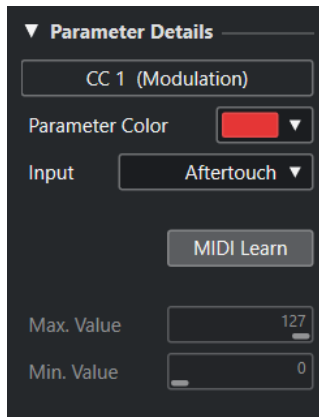 Parameter Details
CC 1 (Modulation)
Parameter Color
Input Aftertouch
MIDI Learn
Max. Value 127
Min. Value 0